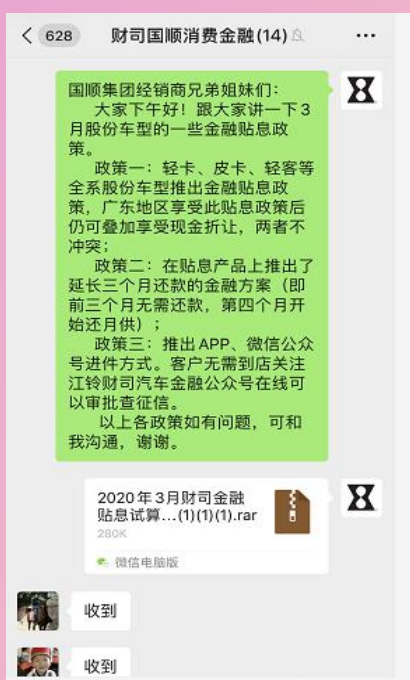 628
财司国顺消费金融(14)
国顺集团经销商兄弟姐妹们：
大家下午好！跟大家讲一下3
月股份车型的一些金融贴息政
策。
政策一：轻卡、皮卡、轻客等
全系股份车型推出金融贴息政
策，广东地区享受此贴息政策后
仍可叠加享受现金折让，两者不
冲突；
政策二：在贴息产品上推出了
延长三个月还款的金融方案（即
前三个月无需还款，第四个月开
始还月供）；
政策三：推出APP、微信公众
号进件方式。客户无需到店关注
江铃财司汽车金融公众号在线可
以审批查征信。
以上各政策如有问题，可和
我沟通，谢谢。
2020年3月财司金融
贴息试算...(1)(1)(1).rar
280K
微信电脑版
收到
收到